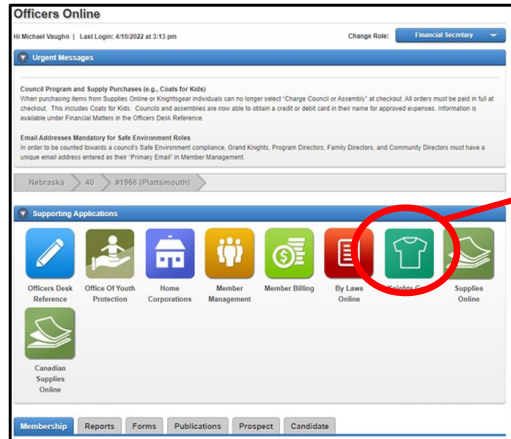 Officers Online
Hi Michael Vaughn | Last Login: 4/10/2022 at 3:13 pm
Change Role: Financial Secretary
Urgent Messages
Council Program and Supply Purchases (e.g., Coats for Kids)
When purchasing items from Supplies Online or Knightsgear individuals can no longer select "Charge Council or Assembly" at checkout. All orders must be paid in full at
checkout. This includes Coats for Kids. Councils and assemblies are now able to obtain a credit or debit card in their name for approved expenses. Information is
available under Financial Matters in the Officers Desk Reference.
Email Addresses Mandatory for Safe Environment Roles
In order to be counted towards a council's Safe Environment compliance, Grand Knights, Program Directors, Family Directors, and Community Directors must have a
unique email address entered as their "Primary Email" in Member Management.
Nebraska 40 #1966 (Plattsmouth)
Supporting Applications
Officers Desk
Reference
Office Of Youth
Protection
Home
Corporations
Member
Management
Member Billing
By Laws
Online
Supplies
Online
Canadian
Supplies
Online
Membership Reports Forms Publications Prospect Candidate